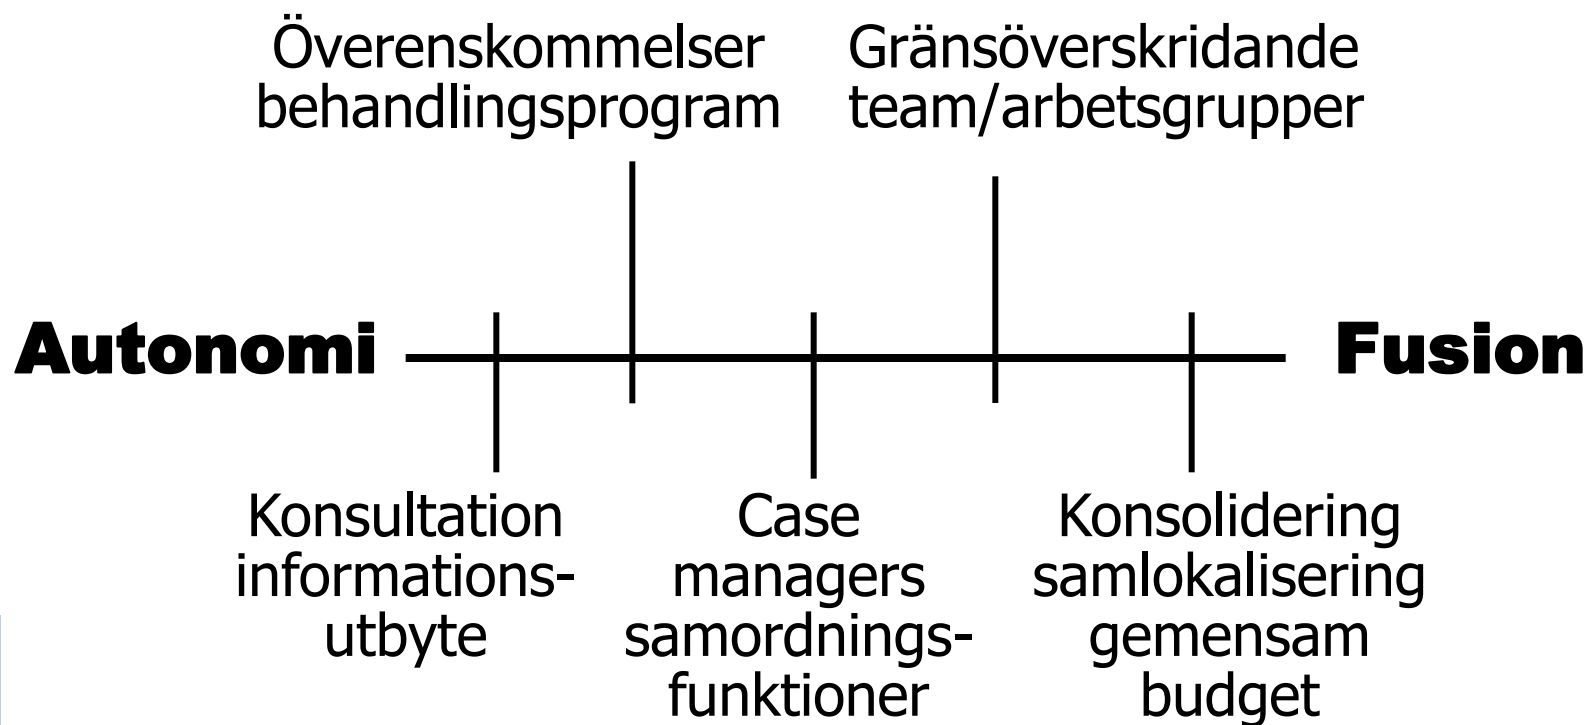 Överenskommelser
behandlingsprogram
Gränsöverskridande
team/arbetsgrupper
Autonomi
Fusion
Konsultation
informations-
utbyte
Case
managers
samordnings-
funktioner
Konsolidering
samlokalisering
gemensam
budget